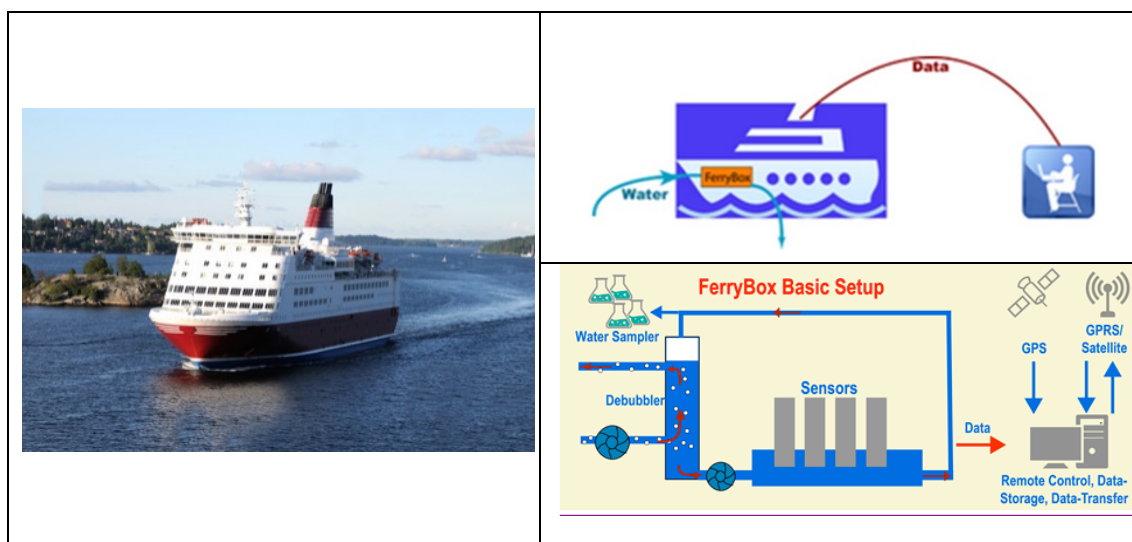 Data
FerryBox
Water
FerryBox Basic Setup
Water Sampler
GPRS/
Satellite
GPS
Sensors
Debubbler
Data
Remote Control, Data-
Storage, Data-Transfer